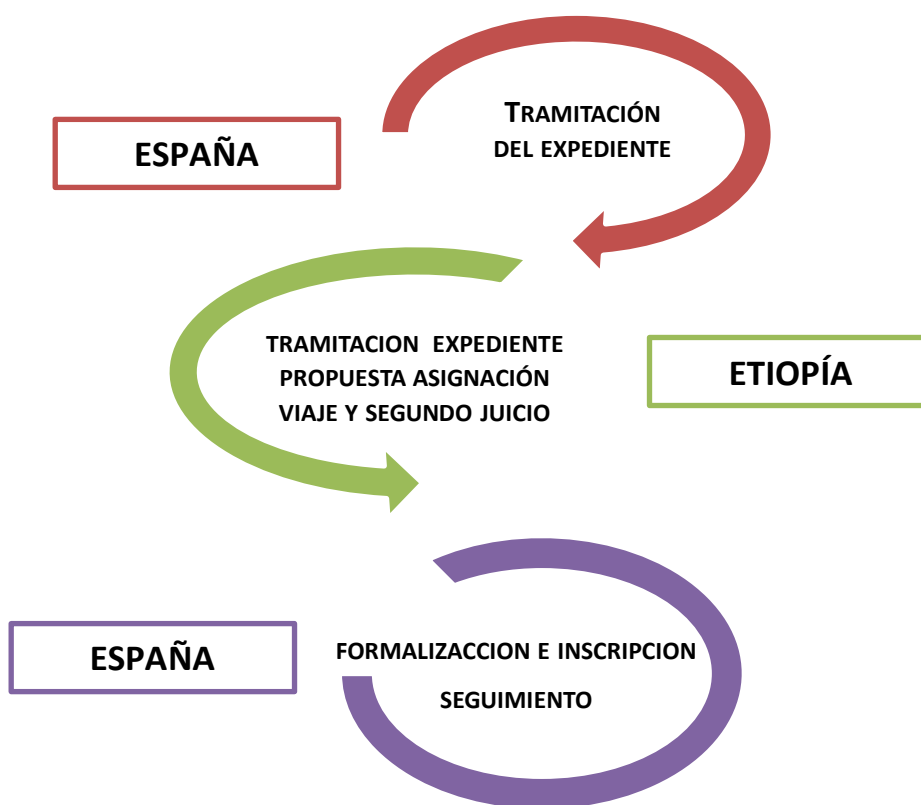 TRAMITACIÓN
DEL EXPEDIENTE
ESPAÑA
TRAMITACION EXPEDIENTE
PROPUESTA ASIGNACIÓN
VIAJE Y SEGUNDO JUICIO
ETIOPÍA
ESPAÑA
FORMALIZACCION E INSCRIPCION
SEGUIMIENTO